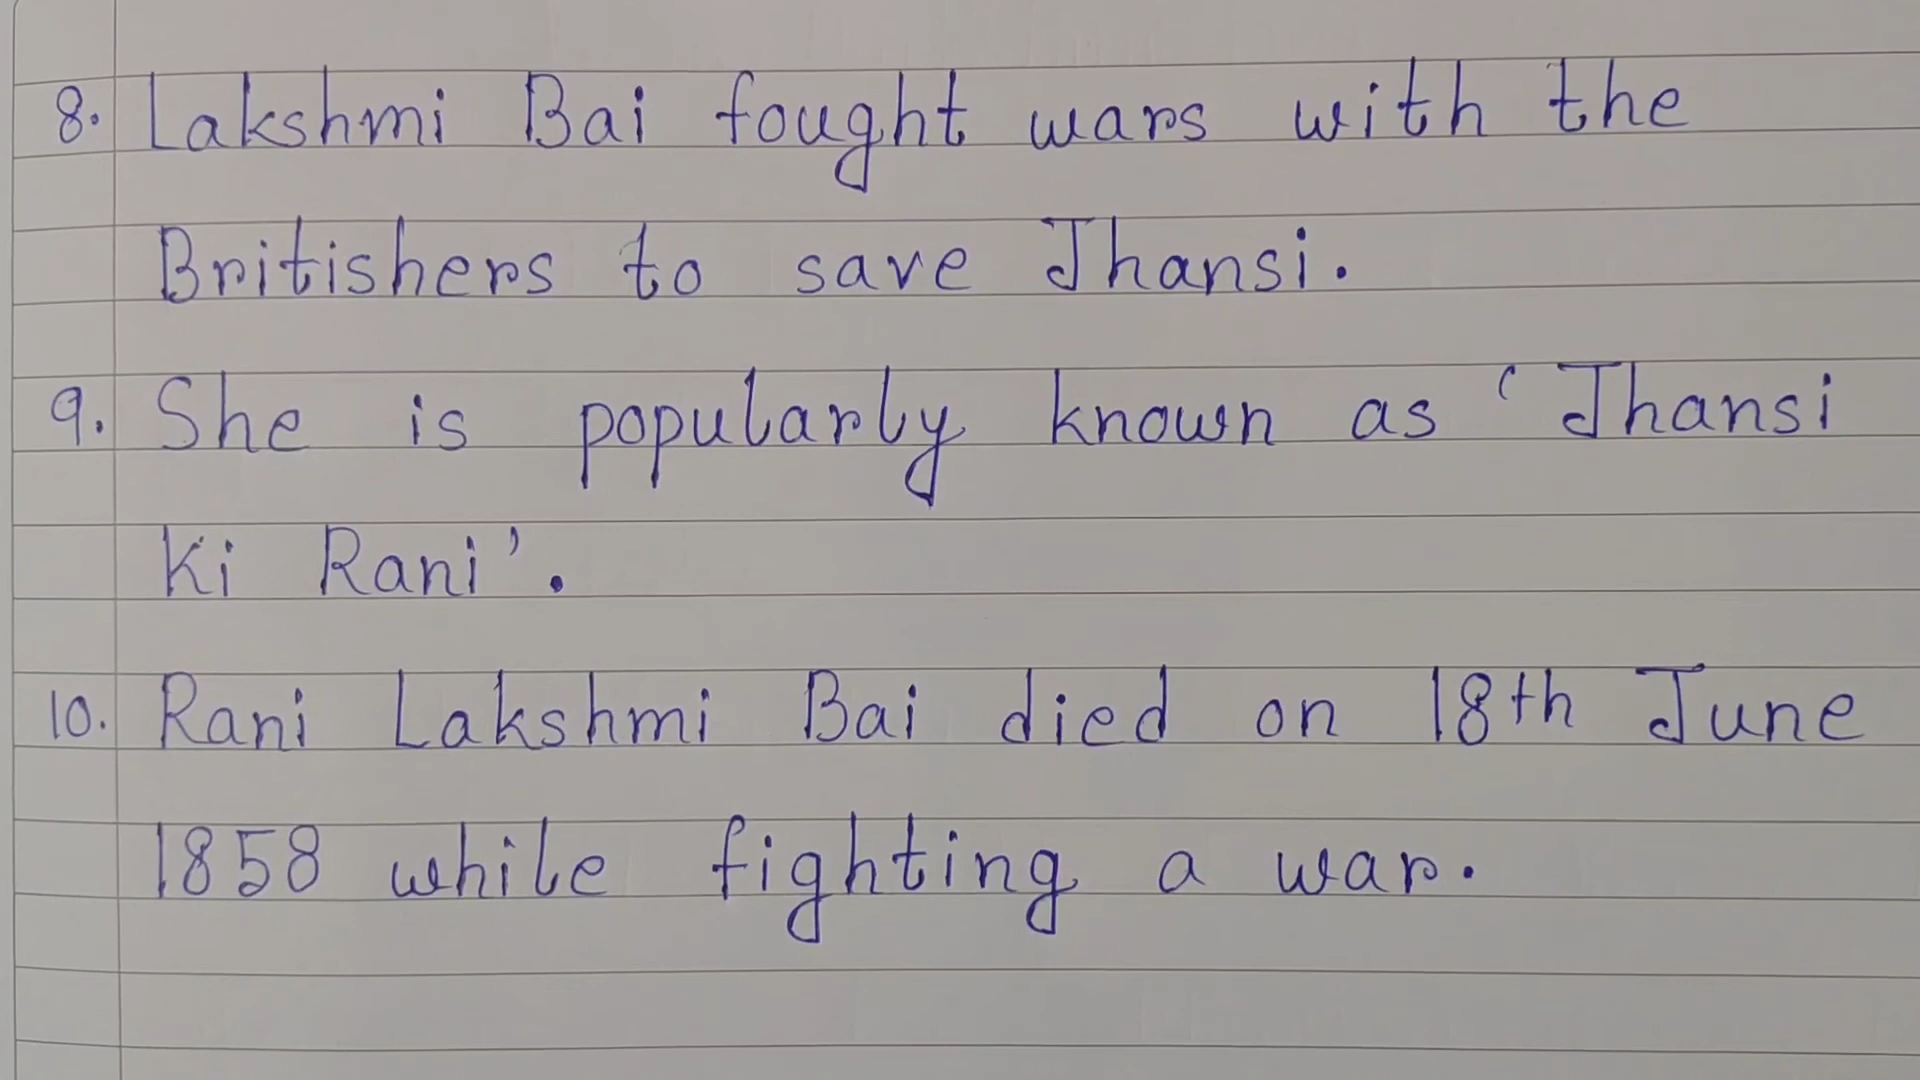 8. Lakshmi Bai fought wars with the
Britishers to save Jhansi.
9. She is popularly known as 'Jhansi
Ki Rani'.
10. Rani Lakshmi Bai died on 18th June
1858 while fighting a war.